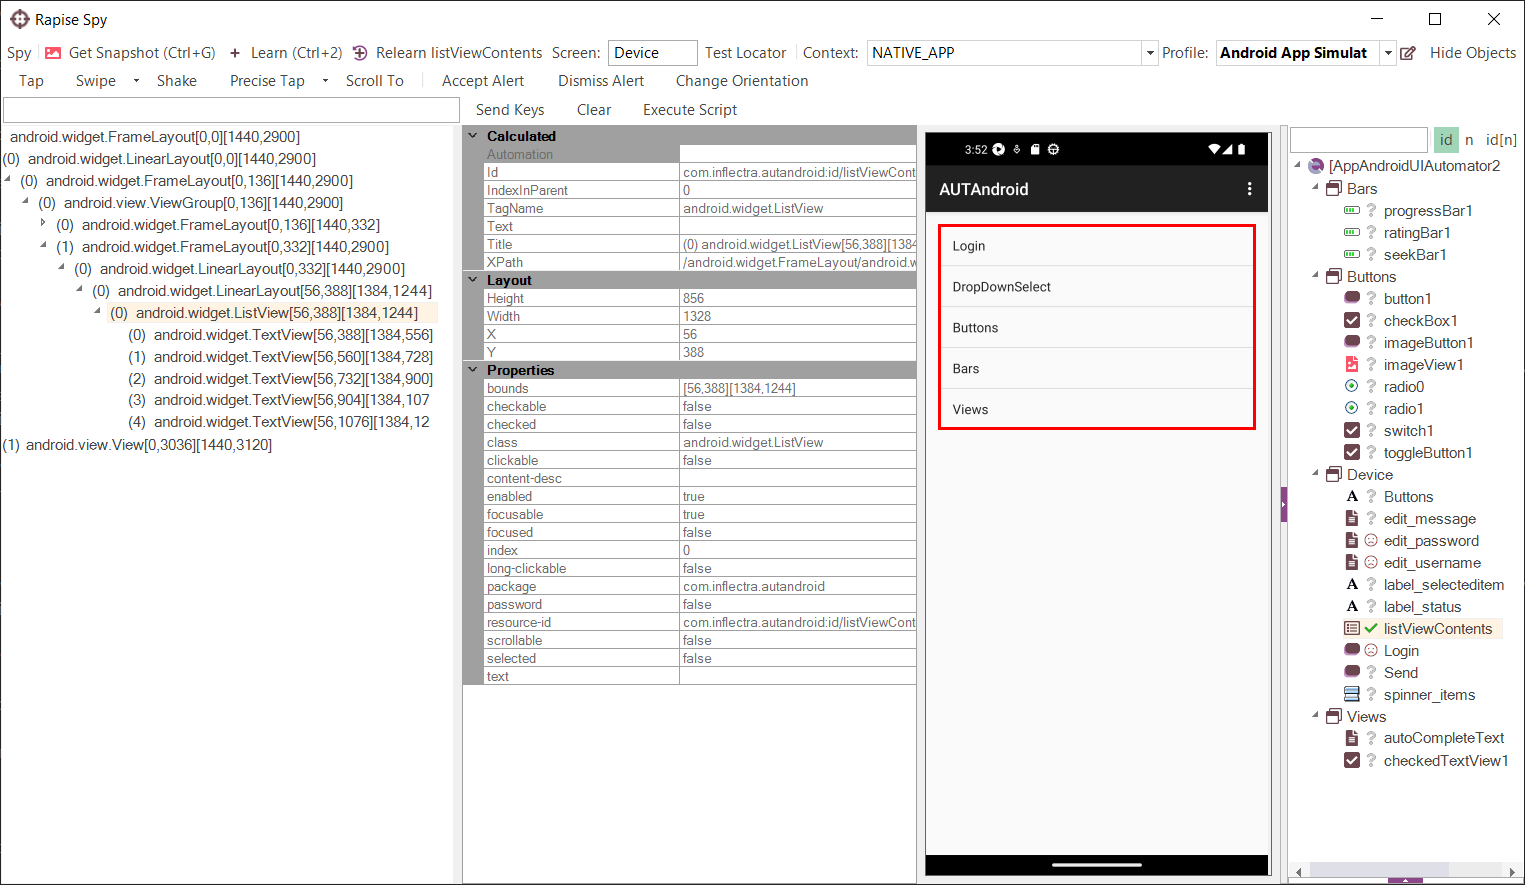 Rapise Spy
Spy Get Snapshot (Ctrl+G) + Learn (Ctrl+2) Relearn listViewContents Screen: Device Test Locator Context: NATIVE_APP Profile: Android App Simulat Hide Objects
Tap Swipe Shake Precise Tap Scroll To Accept Alert Dismiss Alert Change Orientation
Send Keys Clear Execute Script
android.widget.FrameLayout[0,0][1440,2900]
(0) android.widget.LinearLayout[0,0][1440,2900]
(0) android.widget.FrameLayout[0,136][1440,2900]
(0) android.view.ViewGroup[0,136][1440,2900]
(0) android.widget.FrameLayout[0,136][1440,332]
(1) android.widget.FrameLayout[0,332][1440,2900]
(0) android.widget.LinearLayout[0,332][1440,2900]
(0) android.widget.LinearLayout[56,388][1384,1244]
(0) android.widget.ListView[56,388][1384,1244]
(0) android.widget.TextView[56,388][1384,556]
(1) android.widget.TextView[56,560][1384,728]
(2) android.widget.TextView[56,732][1384,900]
(3) android.widget.TextView[56,904][1384,107
(4) android.widget.TextView[56,1076][1384,12
(1) android.view.View[0,3036][1440,3120]
Calculated
Automation
Id com.inflectra.autandroid:id/listViewCont
IndexInParent 0
TagName android.widget.ListView
Text
Title (0) android.widget.ListView[56,388][1384
XPath /android.widget.FrameLayout/android.w
Layout
Height 856
Width 1328
X 56
Y 388
Properties
bounds [56,388][1384,1244]
checkable false
checked false
class android.widget.ListView
clickable false
content-desc
enabled true
focusable true
focused false
index 0
long-clickable false
package com.inflectra.autandroid
password false
resource-id com.inflectra.autandroid:id/listViewCont
scrollable false
selected false
text
3:52
AUTAndroid
Login
DropDownSelect
Buttons
Bars
Views
id n id[n]
[AppAndroidUIAutomator2
Bars
progressBar1
ratingBar1
seekBar1
Buttons
button1
checkBox1
imageButton1
imageView1
radio0
radio1
switch1
toggleButton1
Device
A ? Buttons
edit_message
edit_password
edit_username
A ? label_selecteditem
A ? label_status
listViewContents
Login
Send
spinner_items
Views
autoCompleteText
checkedTextView1